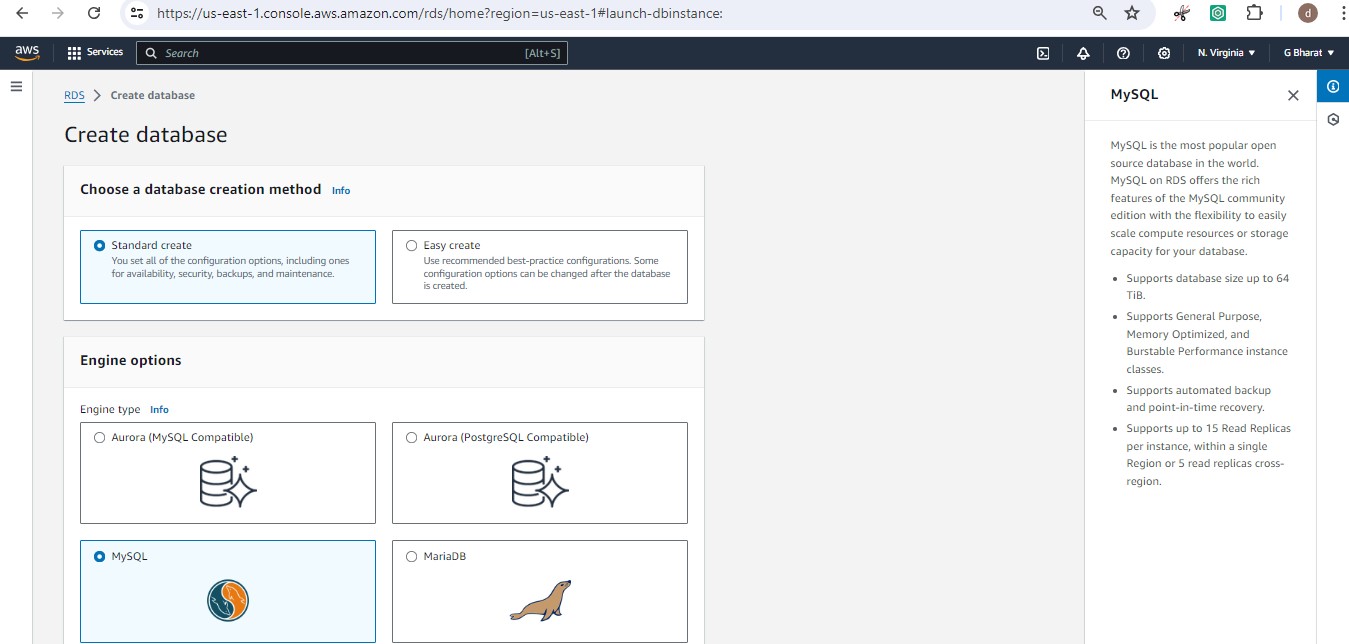 https://us-east-1.console.aws.amazon.com/rds/home?region=us-east-1#launch-dbinstance:
d
aws
Services
Search
[Alt+S]
N. Virginia
G Bharat
RDS
Create database
Create database
Choose a database creation method Info
Standard create
You set all of the configuration options, including ones
for availability, security, backups, and maintenance.
Easy create
Use recommended best-practice configurations. Some
configuration options can be changed after the database
is created.
Engine options
Engine type Info
Aurora (MySQL Compatible)
Aurora (PostgreSQL Compatible)
MySQL
MariaDB
MySQL
MySQL is the most popular open
source database in the world.
MySQL on RDS offers the rich
features of the MySQL community
edition with the flexibility to easily
scale compute resources or storage
capacity for your database.
• Supports database size up to 64
TiB.
• Supports General Purpose,
Memory Optimized, and
Burstable Performance instance
classes.
• Supports automated backup
and point-in-time recovery.
• Supports up to 15 Read Replicas
per instance, within a single
Region or 5 read replicas cross-
region.